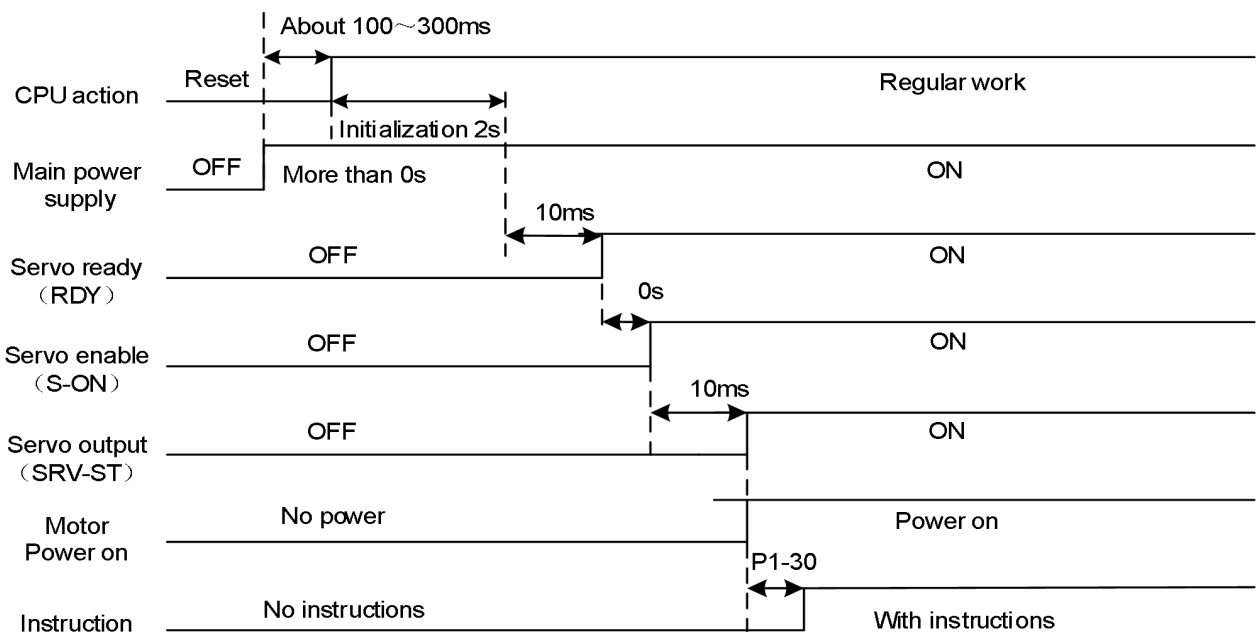 About 100～300ms
Reset
CPU action
Regular work
Initialization 2s
OFF
Main power
supply
More than 0s
ON
10ms
OFF
Servo ready
（RDY）
ON
0s
OFF
Servo enable
（S-ON）
ON
10ms
OFF
Servo output
（SRV-ST）
ON
No power
Motor
Power on
Power on
P1-30
No instructions
Instruction
With instructions